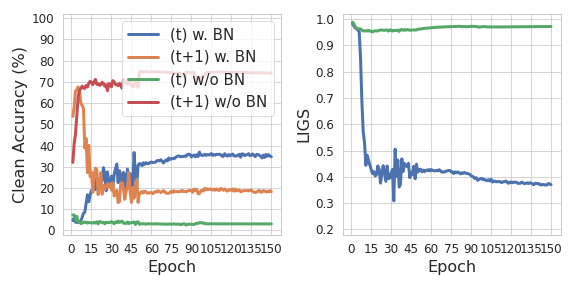 Clean Accuracy (%)
100
90
80
70
60
50
40
30
20
10
0
(t) w. BN
(t+1) w. BN
(t) w/o BN
(t+1) w/o BN
0 15 30 45 60 75 90 105 120 135 150
Epoch
LIGS
1.0
0.9
0.8
0.7
0.6
0.5
0.4
0.3
0.2
0 15 30 45 60 75 90 105 120 135 150
Epoch